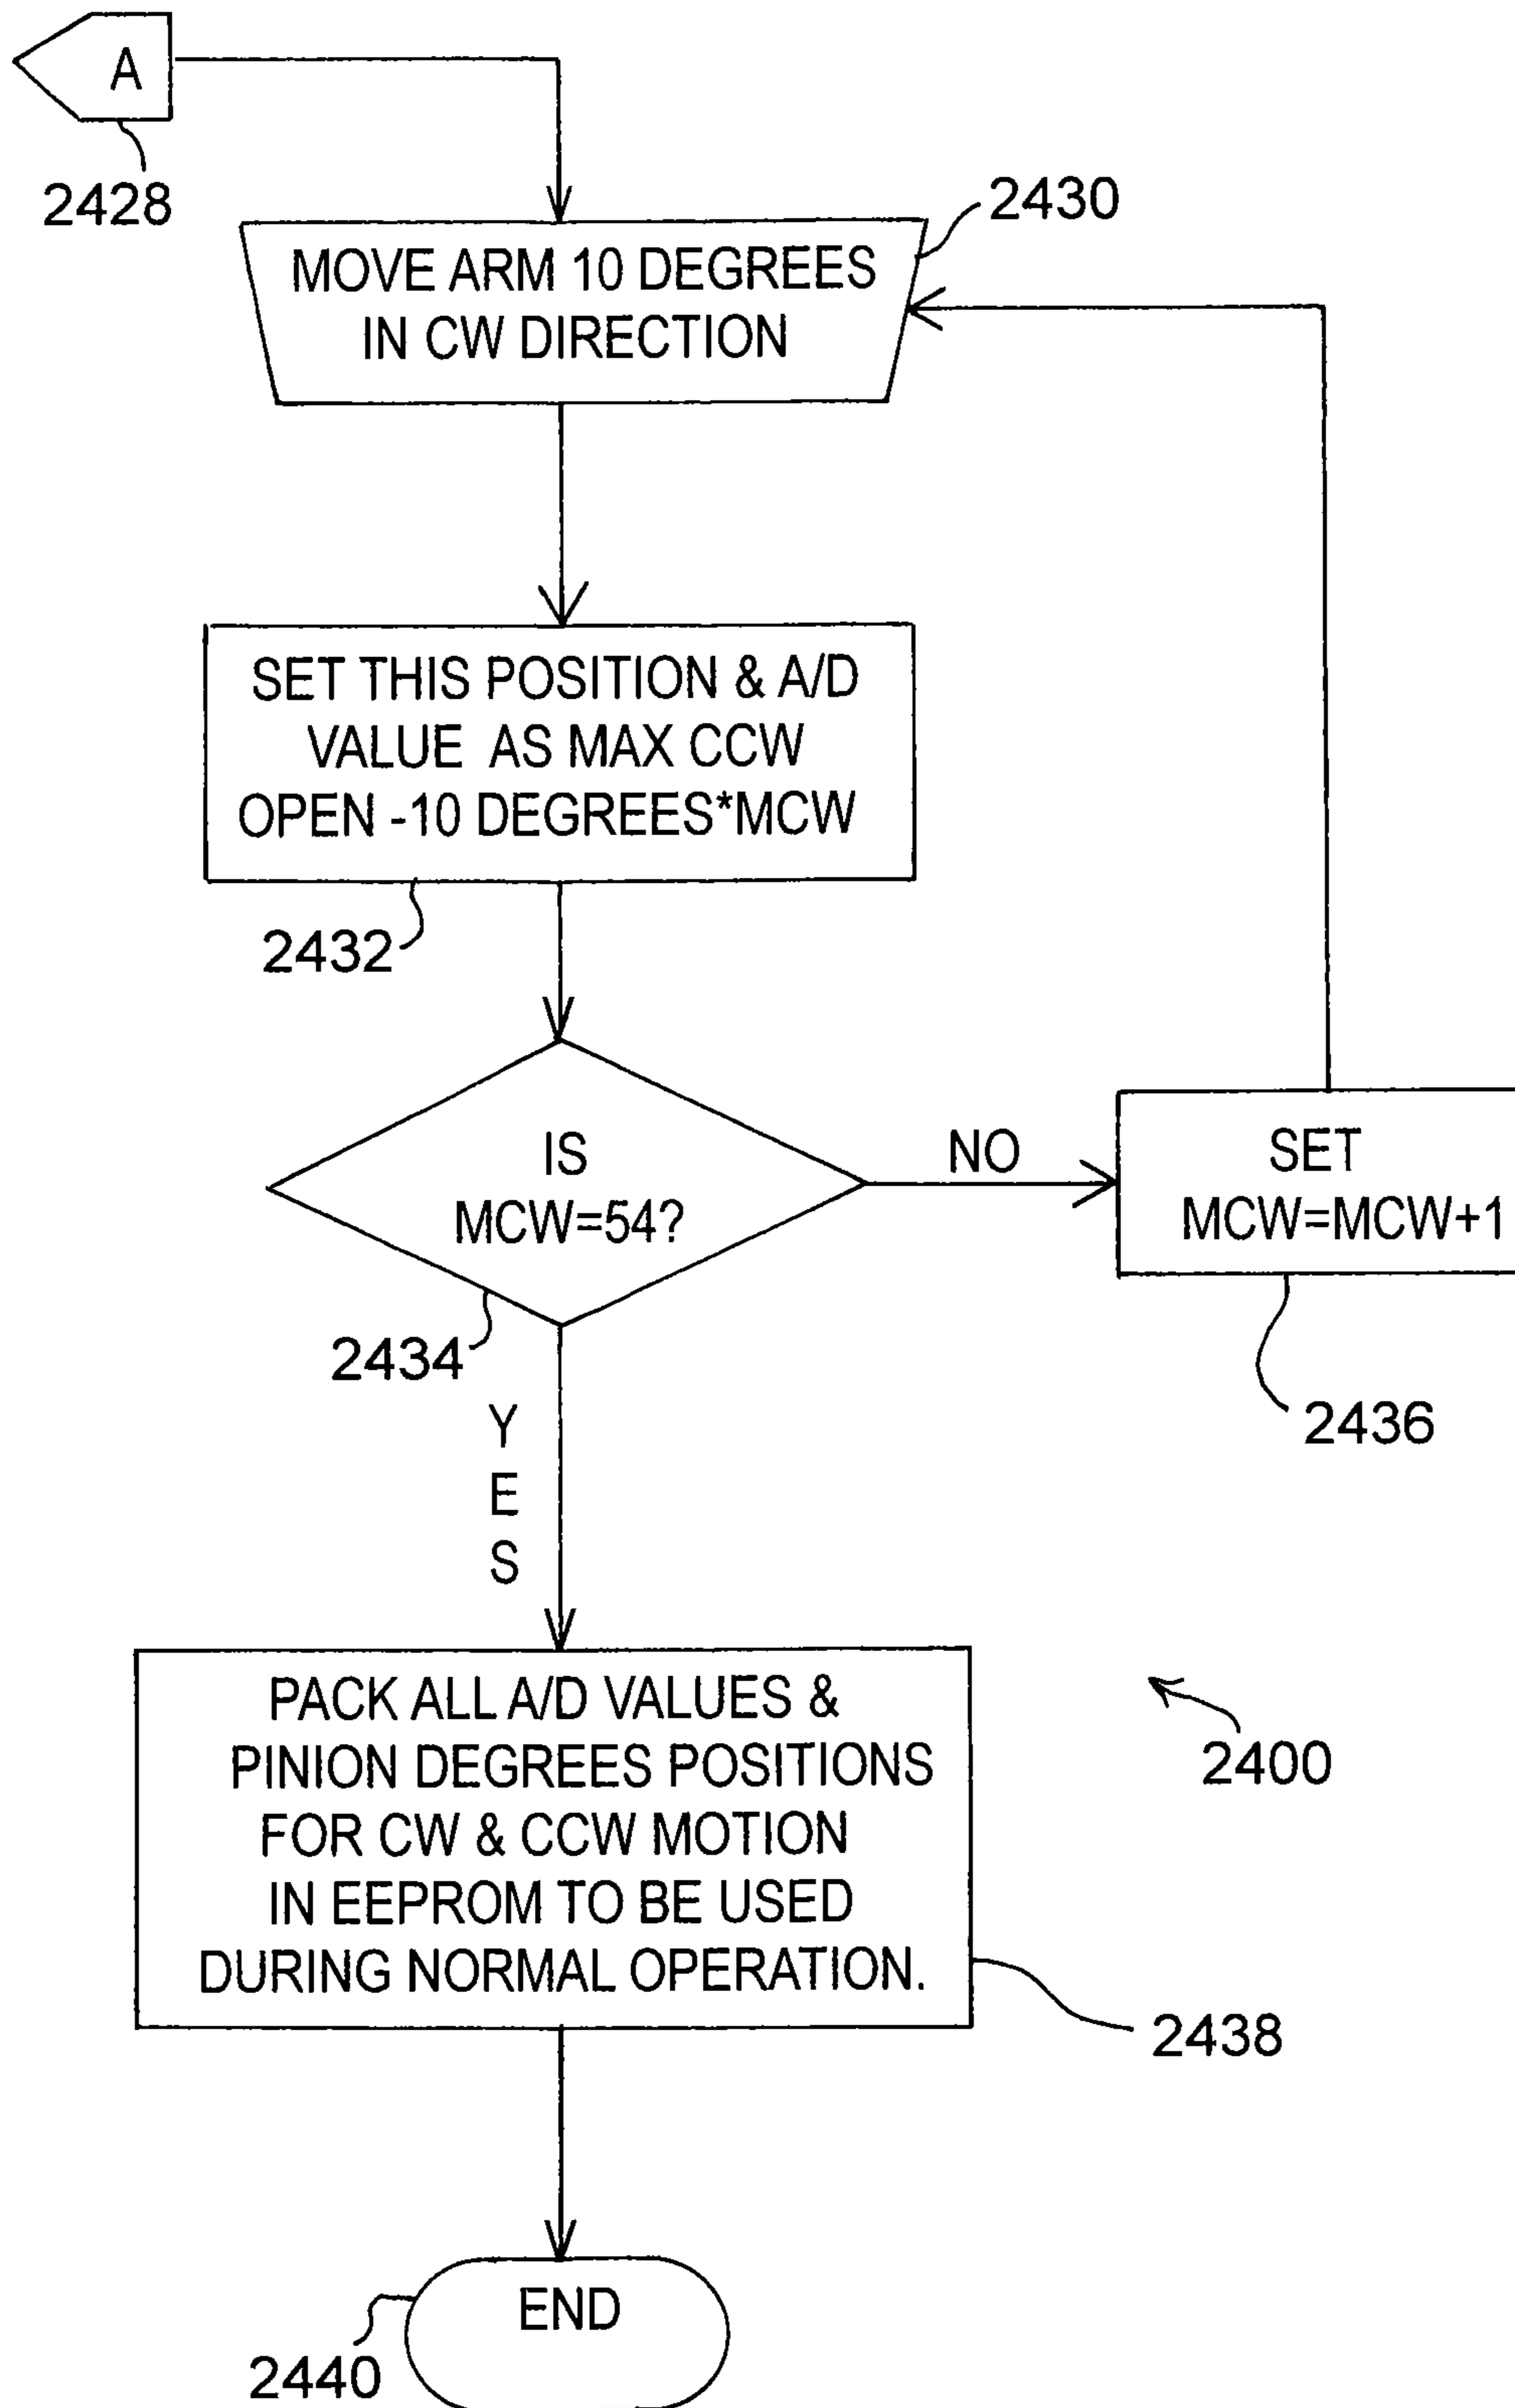 A
2428
2430
MOVE ARM 10 DEGREES
IN CW DIRECTION
SET THIS POSITION & A/D
VALUE AS MAX CCW
OPEN -10 DEGREES*MCW
2432
IS
MCW=54?
NO
SET
MCW=MCW+1
2434
2436
YES
PACK ALL A/D VALUES &
PINION DEGREES POSITIONS
FOR CW & CCW MOTION
IN EEPROM TO BE USED
DURING NORMAL OPERATION.
2400
2438
END
2440